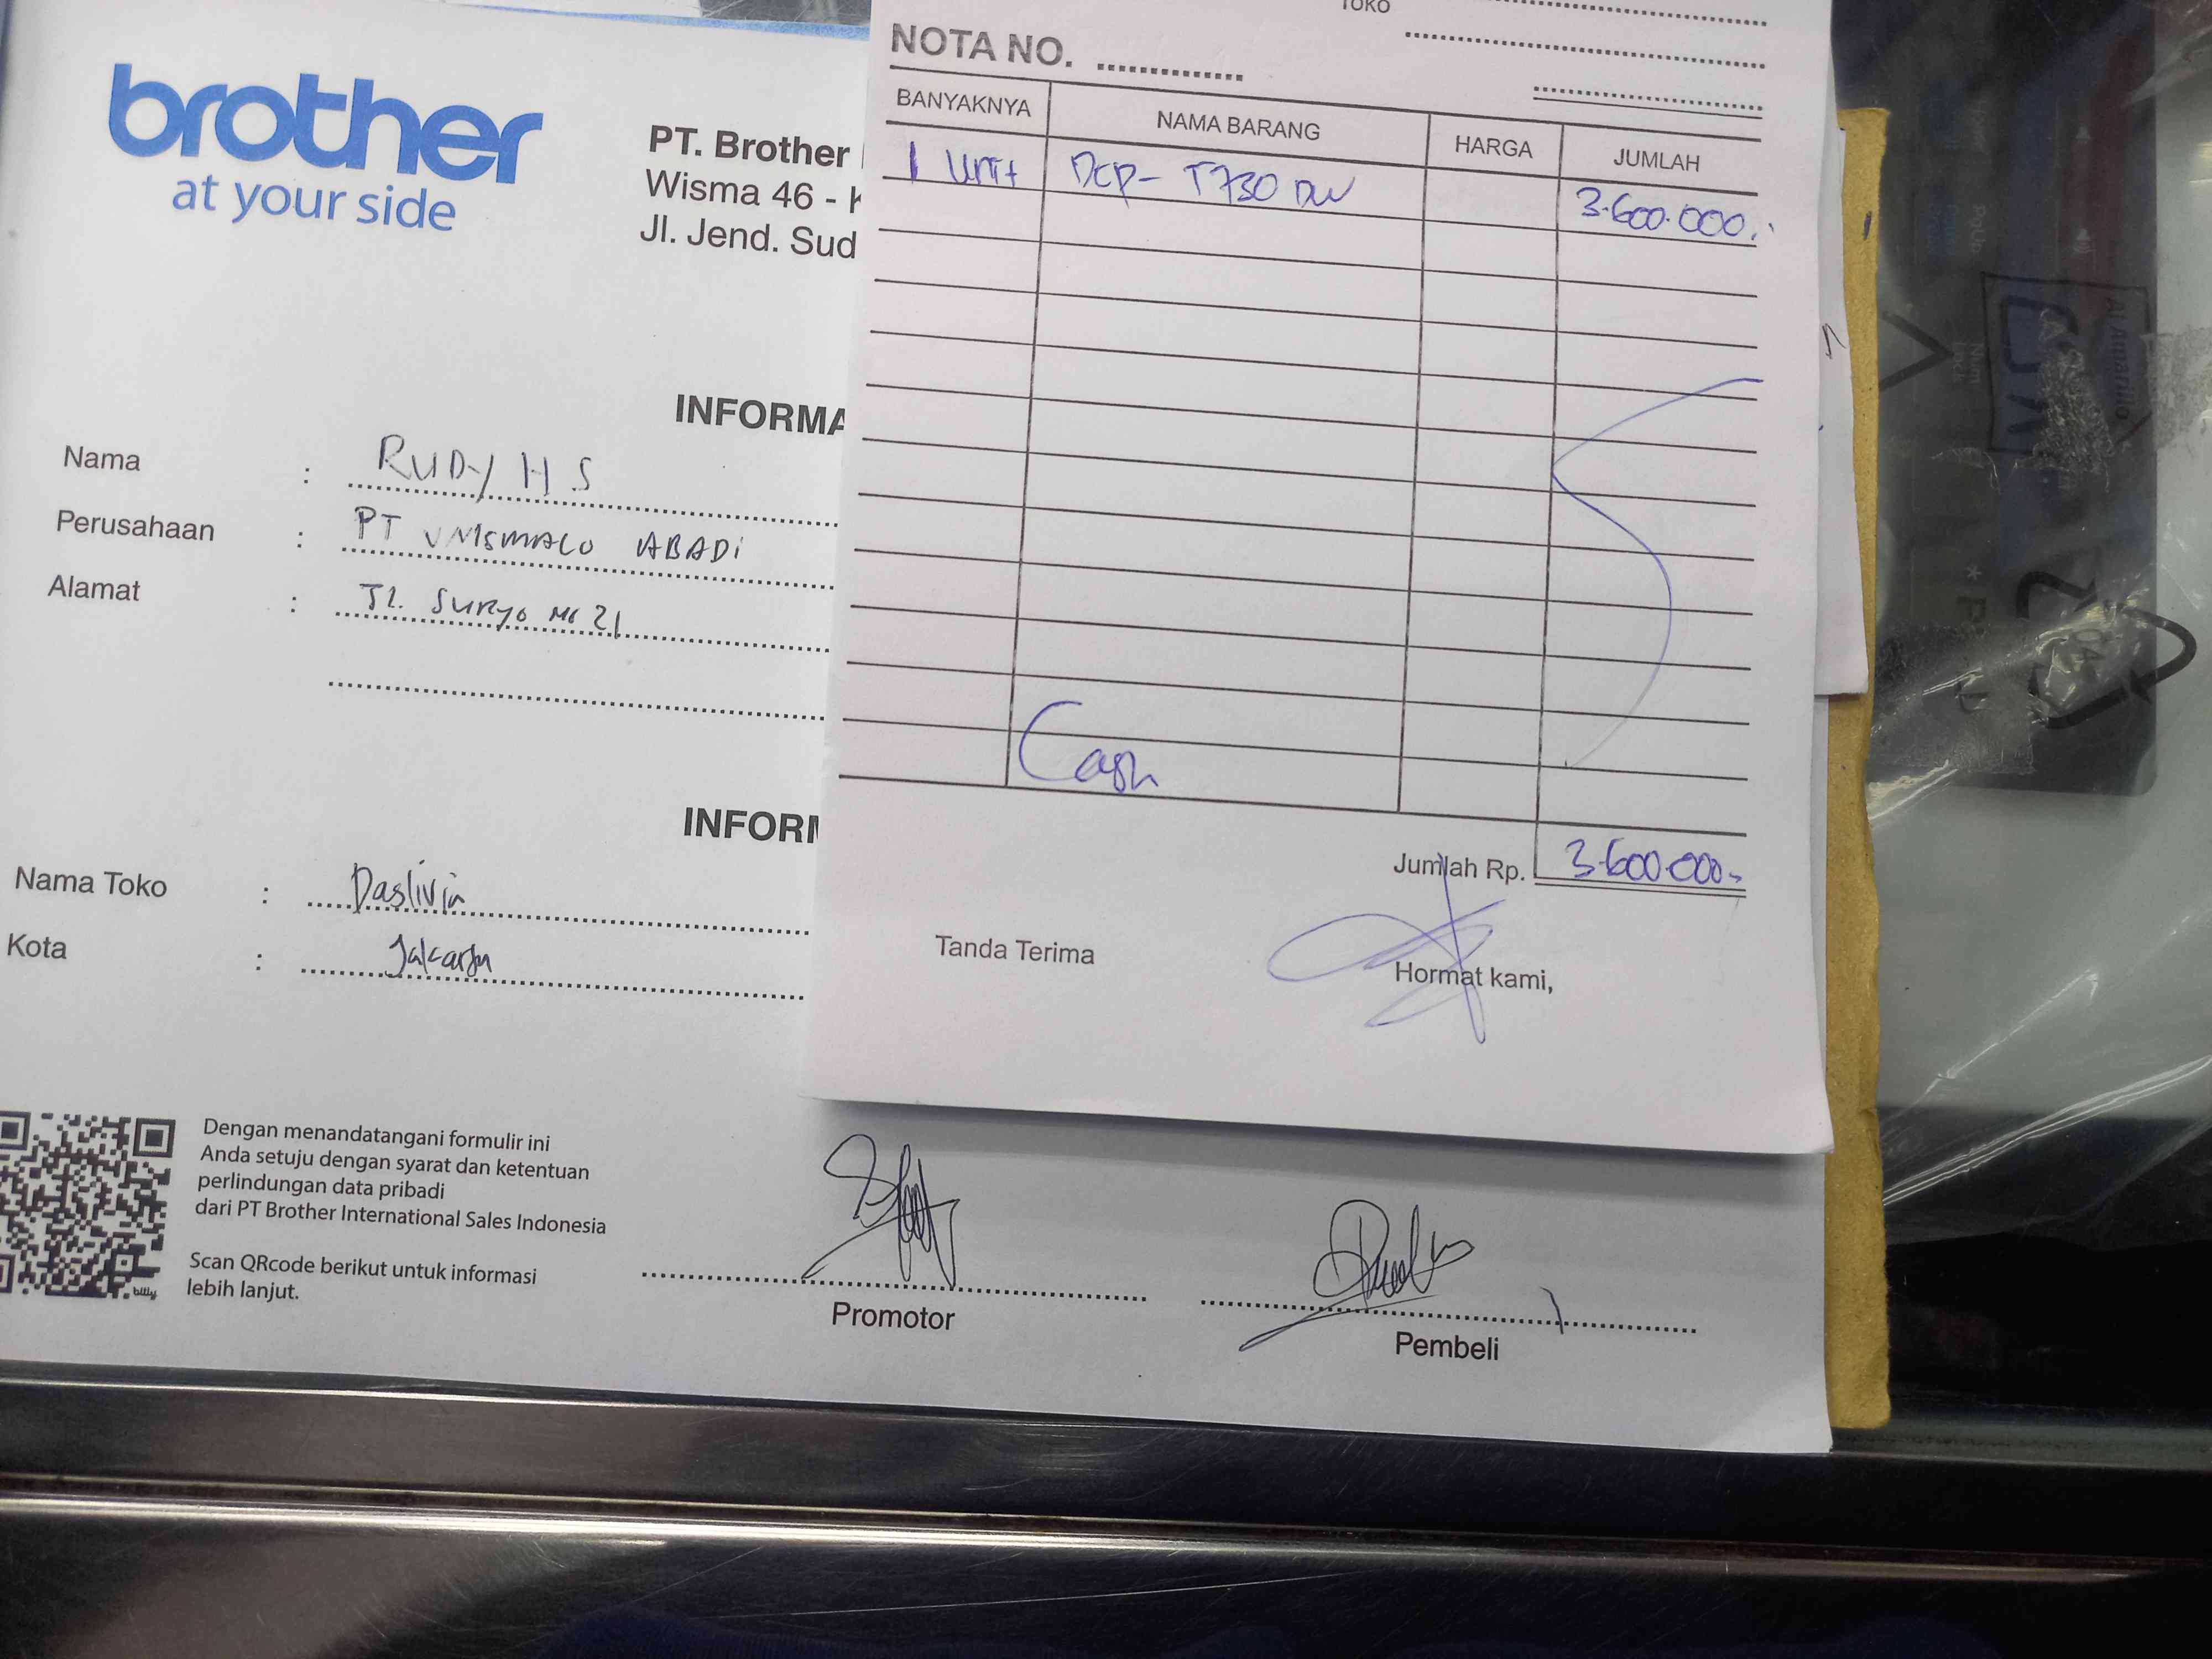 brother
at your side
PT. Brother
Wisma 46 - K
Jl. Jend. Sud
INFORMA
Nama : RUDY H S
Perusahaan : PT ABADI
Alamat : JL. SURYO NO 21
INFORM
Nama Toko : Daslivin
Kota : Jakarta
Dengan menandatangani formulir ini
Anda setuju dengan syarat dan ketentuan
perlindungan data pribadi
dari PT Brother International Sales Indonesia
Scan QRcode berikut untuk informasi
lebih lanjut.
Promotor
Pembeli
TOKO
NOTA NO.
BANYAKNYA NAMA BARANG HARGA JUMLAH
1 Unit DCP- T730 DW 3.600.000.-
Cash
Jumlah Rp. 3.600.000-
Tanda Terima
Hormat kami,